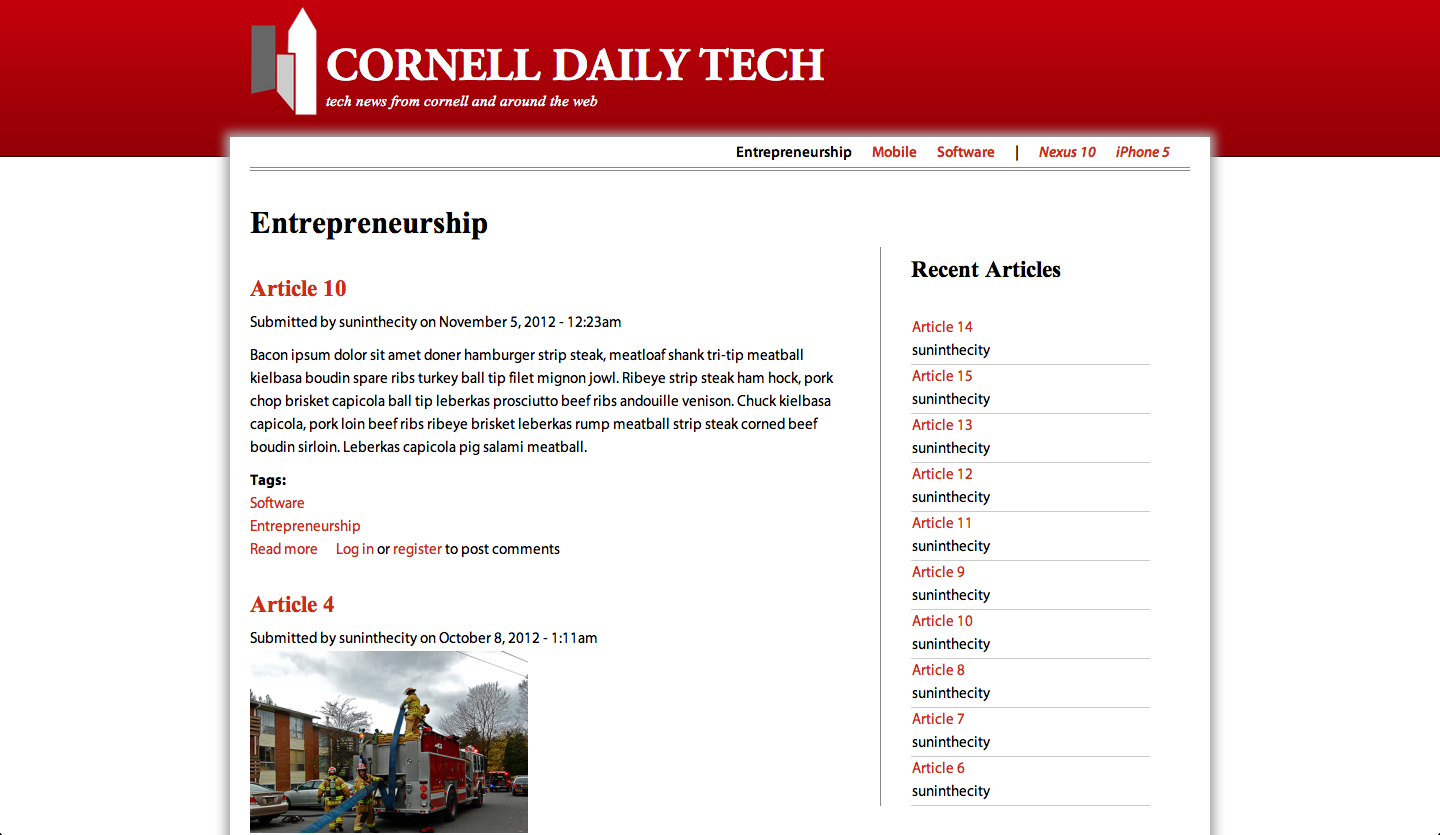 CORNELL DAILY TECH
tech news from cornell and around the web
Entrepreneurship Mobile Software | Nexus 10 iPhone 5
Entrepreneurship
Article 10
Submitted by suninthecity on November 5, 2012 - 12:23am
Bacon ipsum dolor sit amet doner hamburger strip steak, meatloaf shank tri-tip meatball
kielbasa boudin spare ribs turkey ball tip filet mignon jowl. Ribeye strip steak ham hock, pork
chop brisket capicola ball tip leberkas prosciutto beef ribs andouille venison. Chuck kielbasa
capicola, pork loin beef ribs ribeye brisket leberkas rump meatball strip steak corned beef
boudin sirloin. Leberkas capicola pig salami meatball.
Tags:
Software
Entrepreneurship
Read more Log in or register to post comments
Article 4
Submitted by suninthecity on October 8, 2012 - 1:11am
Recent Articles
Article 14
suninthecity
Article 15
suninthecity
Article 13
suninthecity
Article 12
suninthecity
Article 11
suninthecity
Article 9
suninthecity
Article 10
suninthecity
Article 8
suninthecity
Article 7
suninthecity
Article 6
suninthecity